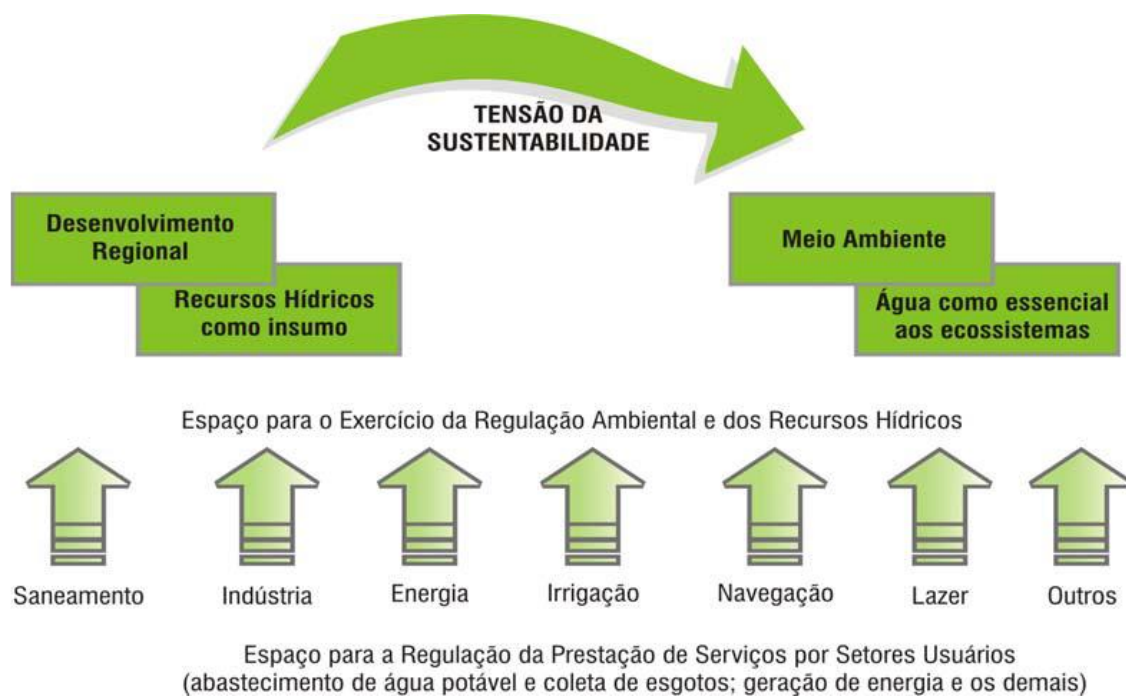 TENSÃO DA
SUSTENTABILIDADE
Desenvolvimento
Regional
Recursos Hídricos
como insumo
Meio Ambiente
Água como essencial
aos ecossistemas
Espaço para o Exercício da Regulação Ambiental e dos Recursos Hídricos
Saneamento
Indústria
Energia
Irrigação
Navegação
Lazer
Outros
Espaço para a Regulação da Prestação de Serviços por Setores Usuários
(abastecimento de água potável e coleta de esgotos; geração de energia e os demais)